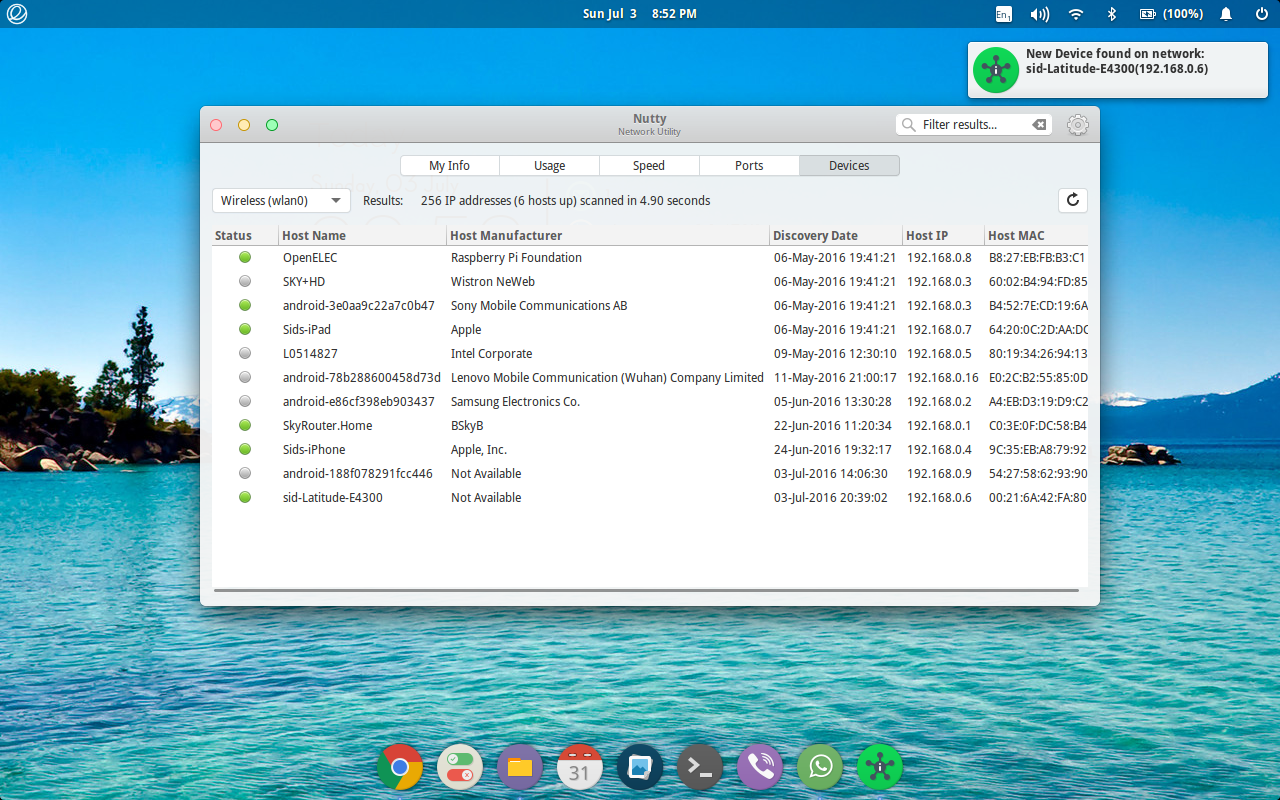 Sun Jul 3 8:52 PM
En1
(100%)
New Device found on network:
sid-Latitude-E4300(192.168.0.6)
Nutty
Network Utility
Filter results...
My Info Usage Speed Ports Devices
Wireless (wlan0) Results: 256 IP addresses (6 hosts up) scanned in 4.90 seconds
Status Host Name Host Manufacturer Discovery Date Host IP Host MAC
OpenELEC Raspberry Pi Foundation 06-May-2016 19:41:21 192.168.0.8 B8:27:EB:FB:B3:C1
SKY+HD Wistron NeWeb 06-May-2016 19:41:21 192.168.0.3 60:02:B4:94:FD:85
android-3e0aa9c22a7c0b47 Sony Mobile Communications AB 06-May-2016 19:41:21 192.168.0.3 B4:52:7E:CD:19:6A
Sids-iPad Apple 06-May-2016 19:41:21 192.168.0.7 64:20:0C:2D:AA:DC
L0514827 Intel Corporate 09-May-2016 12:30:10 192.168.0.5 80:19:34:26:94:13
android-78b288600458d73d Lenovo Mobile Communication (Wuhan) Company Limited 11-May-2016 21:00:17 192.168.0.16 E0:2C:B2:55:85:0D
android-e86cf398eb903437 Samsung Electronics Co. 05-Jun-2016 13:30:28 192.168.0.2 A4:EB:D3:19:D9:C2
SkyRouter.Home BSkyB 22-Jun-2016 11:20:34 192.168.0.1 C0:3E:0F:DC:58:B4
Sids-iPhone Apple, Inc. 24-Jun-2016 19:32:17 192.168.0.4 9C:35:EB:A8:79:92
android-188f078291fcc446 Not Available 03-Jul-2016 14:06:30 192.168.0.9 54:27:58:62:93:90
sid-Latitude-E4300 Not Available 03-Jul-2016 20:39:02 192.168.0.6 00:21:6A:42:FA:80
31